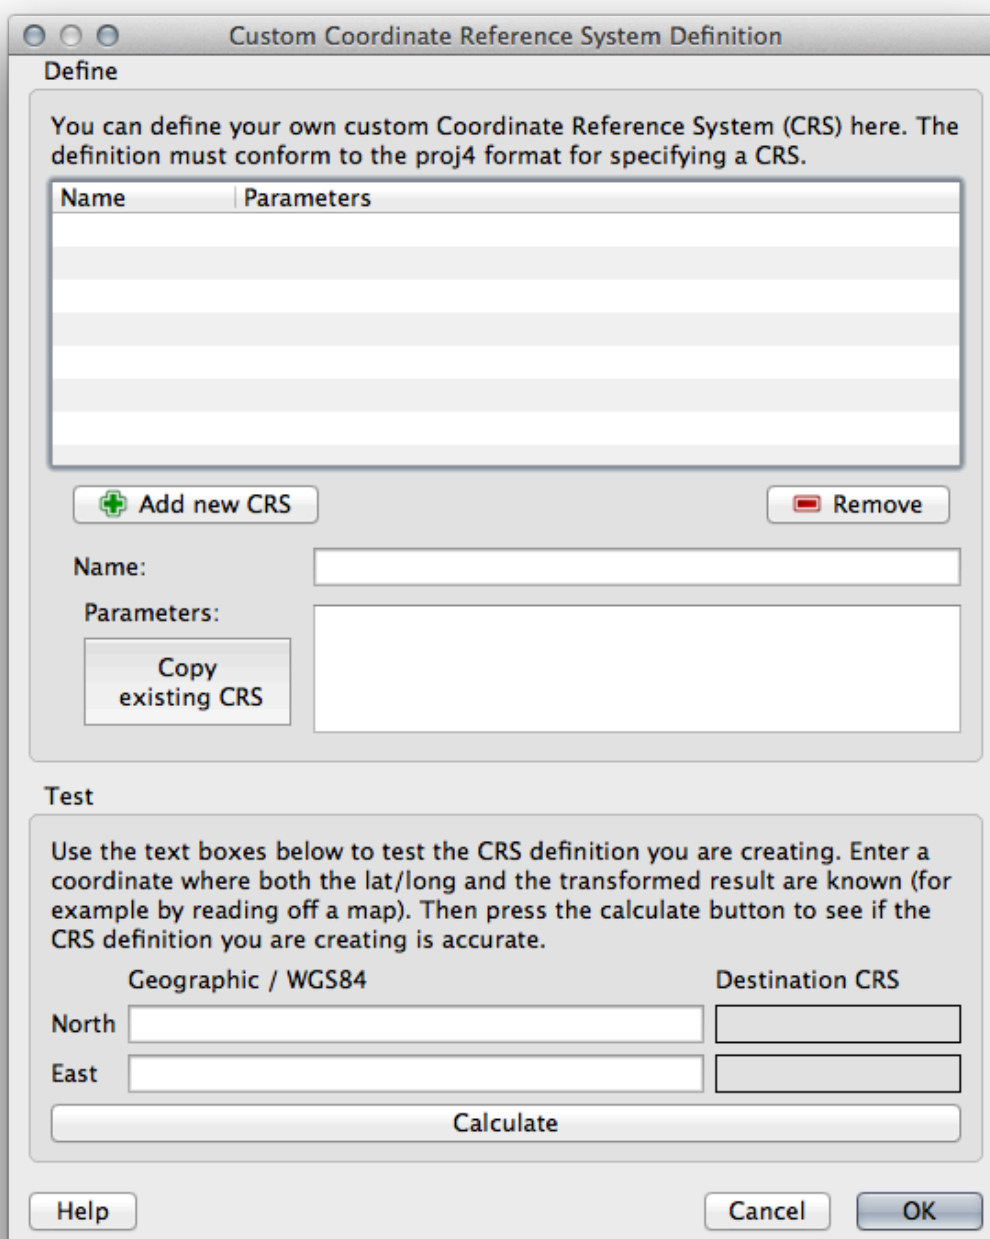 Custom Coordinate Reference System Definition
Define
You can define your own custom Coordinate Reference System (CRS) here. The
definition must conform to the proj4 format for specifying a CRS.
Name Parameters
Add new CRS Remove
Name:
Parameters:
Copy
existing CRS
Test
Use the text boxes below to test the CRS definition you are creating. Enter a
coordinate where both the lat/long and the transformed result are known (for
example by reading off a map). Then press the calculate button to see if the
CRS definition you are creating is accurate.
Geographic / WGS84 Destination CRS
North
East
Calculate
Help Cancel OK